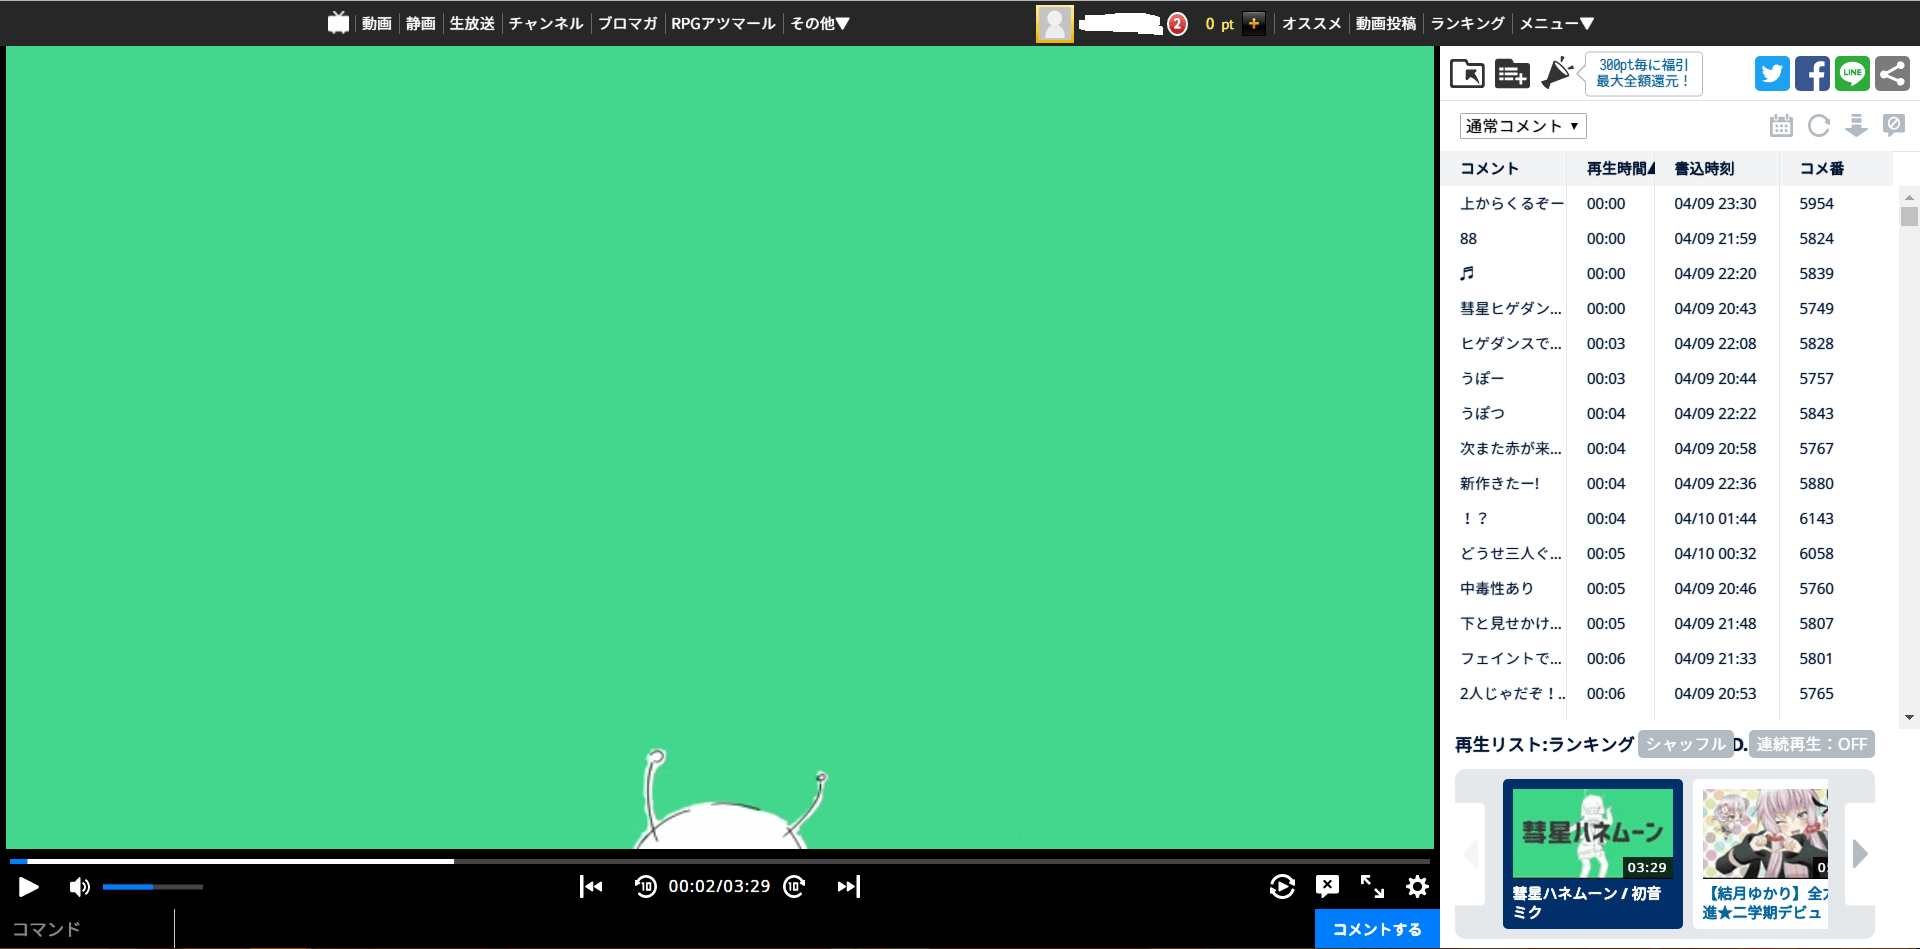 動画 静画 生放送 チャンネル ブロマガ RPGアツマール その他▼ 2 0 pt + オススメ 動画投稿 ランキング メニュー▼
300pt毎に福引
最大全額還元！
LINE
通常コメント ▼
コメント 再生時間▲ 書込時刻 コメ番
上からくるぞー 00:00 04/09 23:30 5954
88 00:00 04/09 21:59 5824
♬ 00:00 04/09 22:20 5839
彗星ヒゲダン... 00:00 04/09 20:43 5749
ヒゲダンスで... 00:03 04/09 22:08 5828
うぽー 00:03 04/09 20:44 5757
うぽつ 00:04 04/09 22:22 5843
次また赤が来... 00:04 04/09 20:58 5767
新作きたー! 00:04 04/09 22:36 5880
！？ 00:04 04/10 01:44 6143
どうせ三人ぐ... 00:05 04/10 00:32 6058
中毒性あり 00:05 04/09 20:46 5760
下と見せかけ... 00:05 04/09 21:48 5807
フェイントで... 00:06 04/09 21:33 5801
2人じゃだぞ！.. 00:06 04/09 20:53 5765
再生リスト:ランキング シャッフル D. 連続再生：OFF
彗星ハネムーン
03:29
彗星ハネムーン / 初音
ミク
【結月ゆかり】全
進★二学期デビュ
10 00:02/03:29 10
コマンド
コメントする